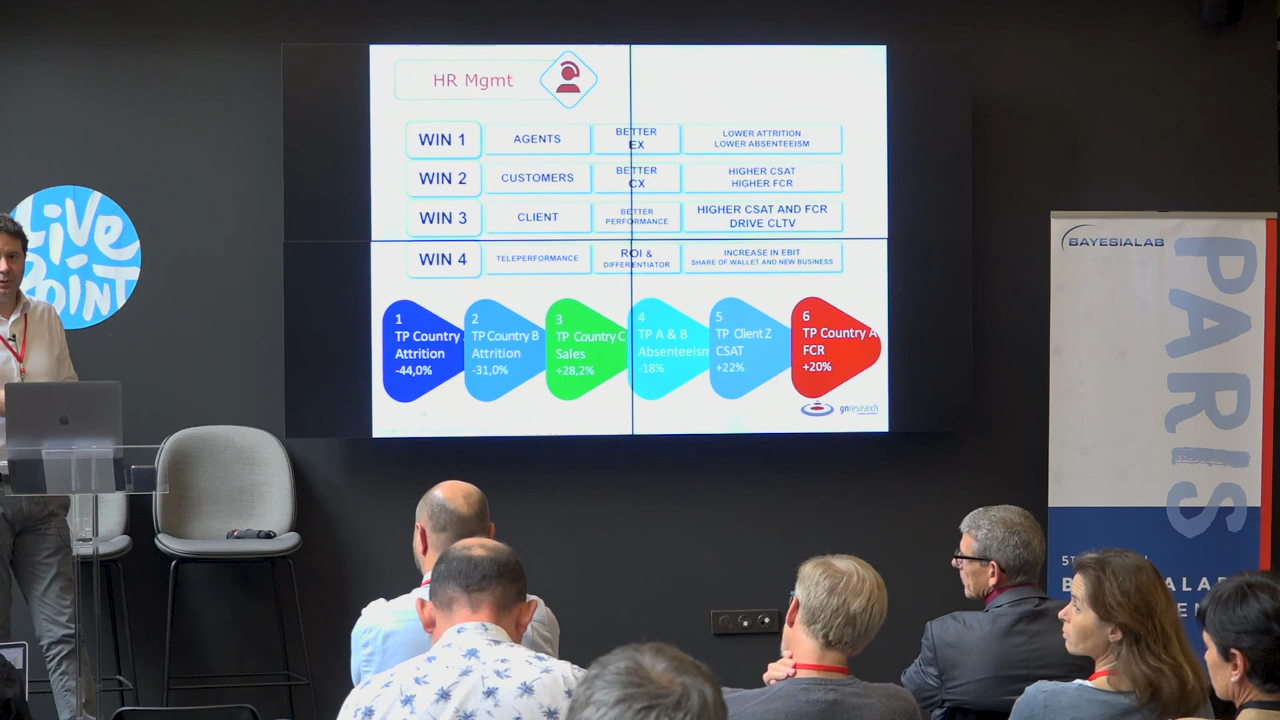 HR Mgmt
WIN 1
AGENTS
BETTER
EX
LOWER ATTRITION
LOWER ABSENTEEISM
WIN 2
CUSTOMERS
BETTER
CX
HIGHER CSAT
HIGHER FCR
WIN 3
CLIENT
BETTER
PERFORMANCE
HIGHER CSAT AND FCR
DRIVE CLTV
WIN 4
TELEPERFORMANCE
ROI &
DIFFERENTIATOR
INCREASE IN EBIT
SHARE OF WALLET AND NEW BUSINESS
1
TP Country
Attrition
-44,0%
2
TP Country B
Attrition
-31,0%
3
TP Country C
Sales
+28,2%
4
TP A & B
Absenteeism
-18%
5
TP Client Z
CSAT
+22%
6
TP Country A
FCR
+20%
gnresearch
LIVE
POINT
BAYESIALAB
PARIS